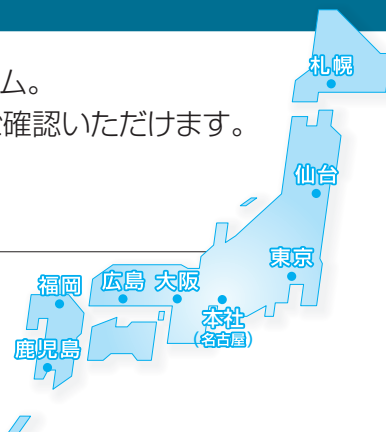 ム。
確認いただけます。
札幌
仙台
東京
福岡
広島 大阪
本社
(名古屋)
鹿児島